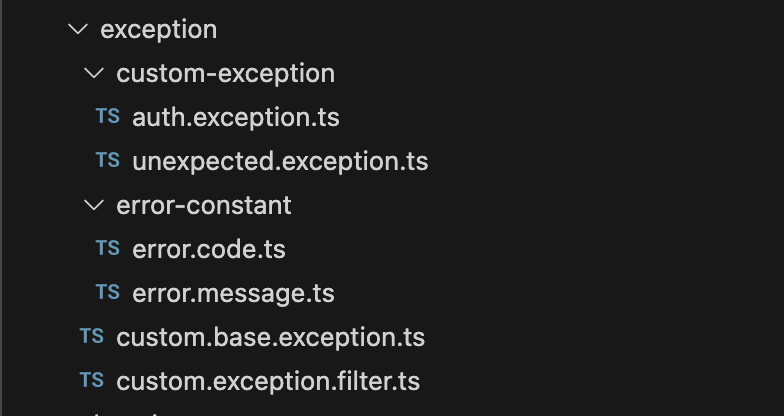 exception
custom-exception
TS auth.exception.ts
TS unexpected.exception.ts
error-constant
TS error.code.ts
TS error.message.ts
TS custom.base.exception.ts
TS custom.exception.filter.ts